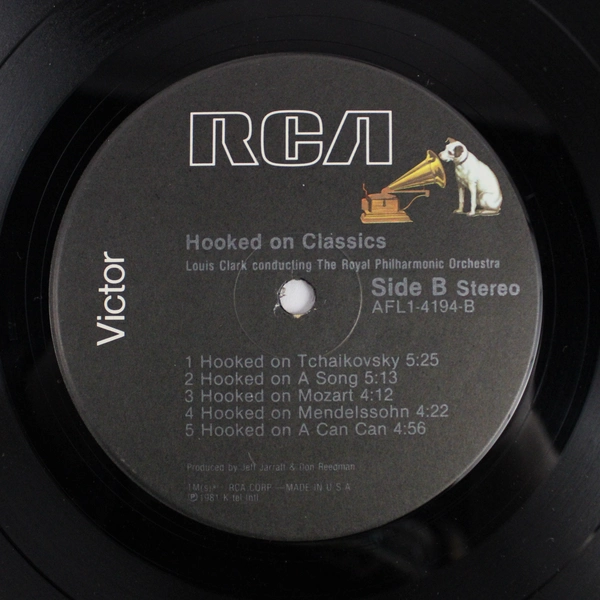 RCA
Hooked on Classics
Louis Clark conducting The Royal Philharmonic Orchestra
Side B Stereo
AFL1-4194-B
Victor
1 Hooked on Tchaikovsky 5:25
2 Hooked on A Song 5:13
3 Hooked on Mozart 4:12
4 Hooked on Mendelssohn 4:22
5 Hooked on A Can Can 4:56
Produced by Jeff Jarratt & Don Reedman
RCA CORP.—MADE IN U.S.A.
℗ 1981 K-tel Intl.